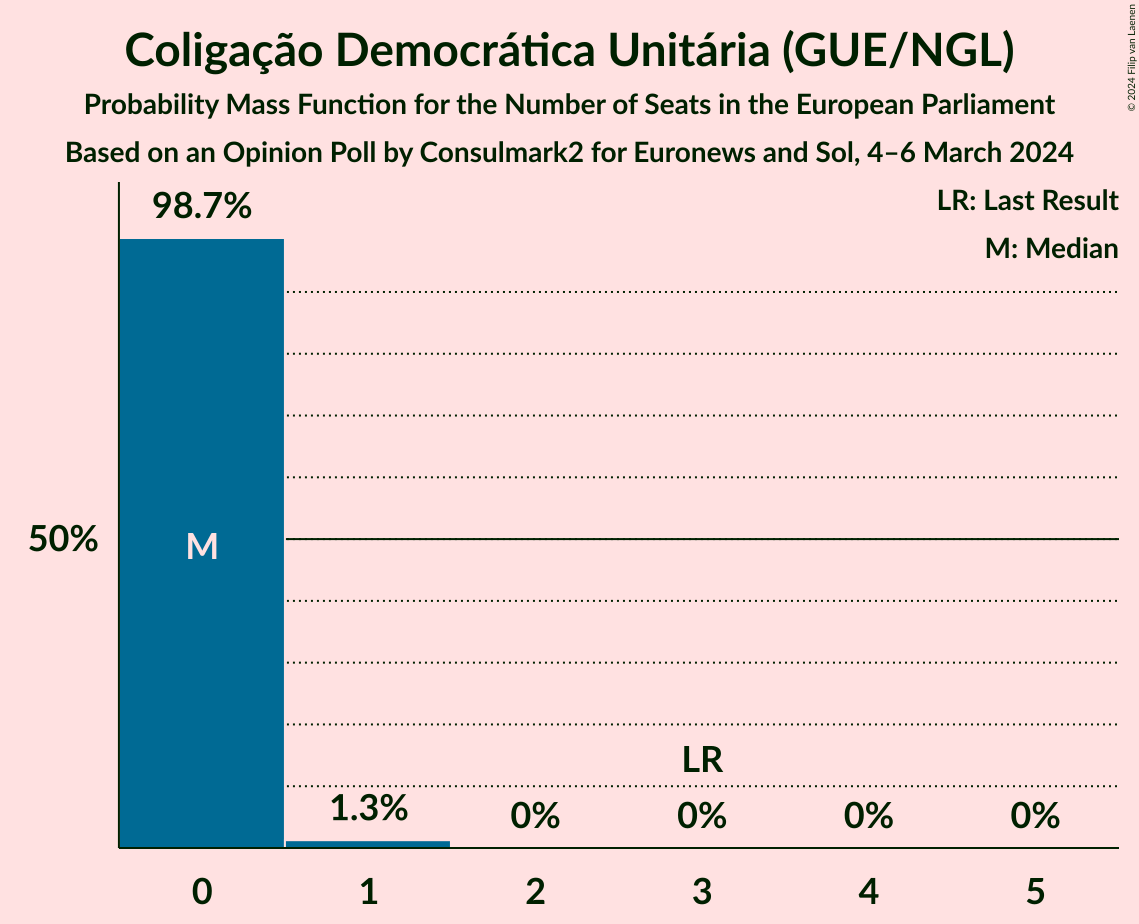 Coligação Democrática Unitária (GUE/NGL)
Probability Mass Function for the Number of Seats in the European Parliament
Based on an Opinion Poll by Consulmark2 for Euronews and Sol, 4–6 March 2024
© 2024 Filip van Laenen
LR: Last Result
M: Median
98.7%
50%
M
LR
1.3%
0%
0%
0%
0%
0
1
2
3
4
5